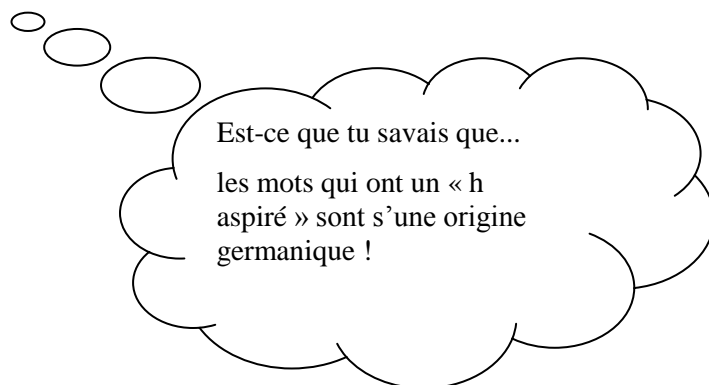 Est-ce que tu savais que...
les mots qui ont un « h
aspiré » sont s’une origine
germanique !